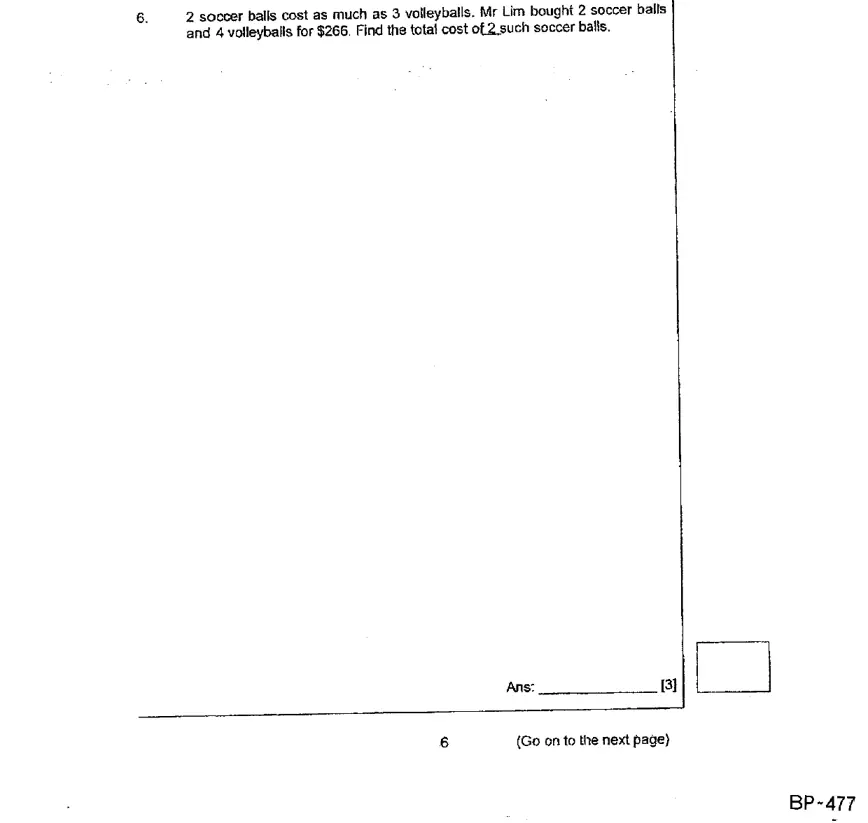 6. 2 soccer balls cost as much as 3 volleyballs. Mr Lim bought 2 soccer balls
and 4 volleyballs for $266. Find the total cost of 2 such soccer balls.
Ans: ______________ [3]
6 (Go on to the next page)
BP-477